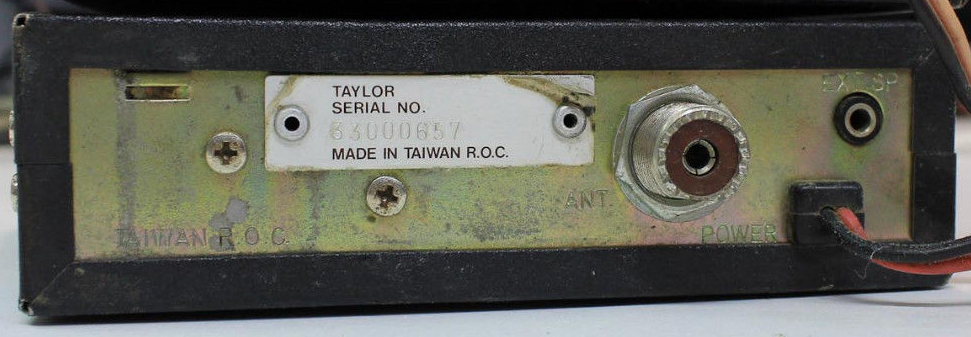 TAYLOR
SERIAL NO.
63000657
MADE IN TAIWAN R.O.C.
EXT-SP
ANT.
POWER
TAIWAN R.O.C.